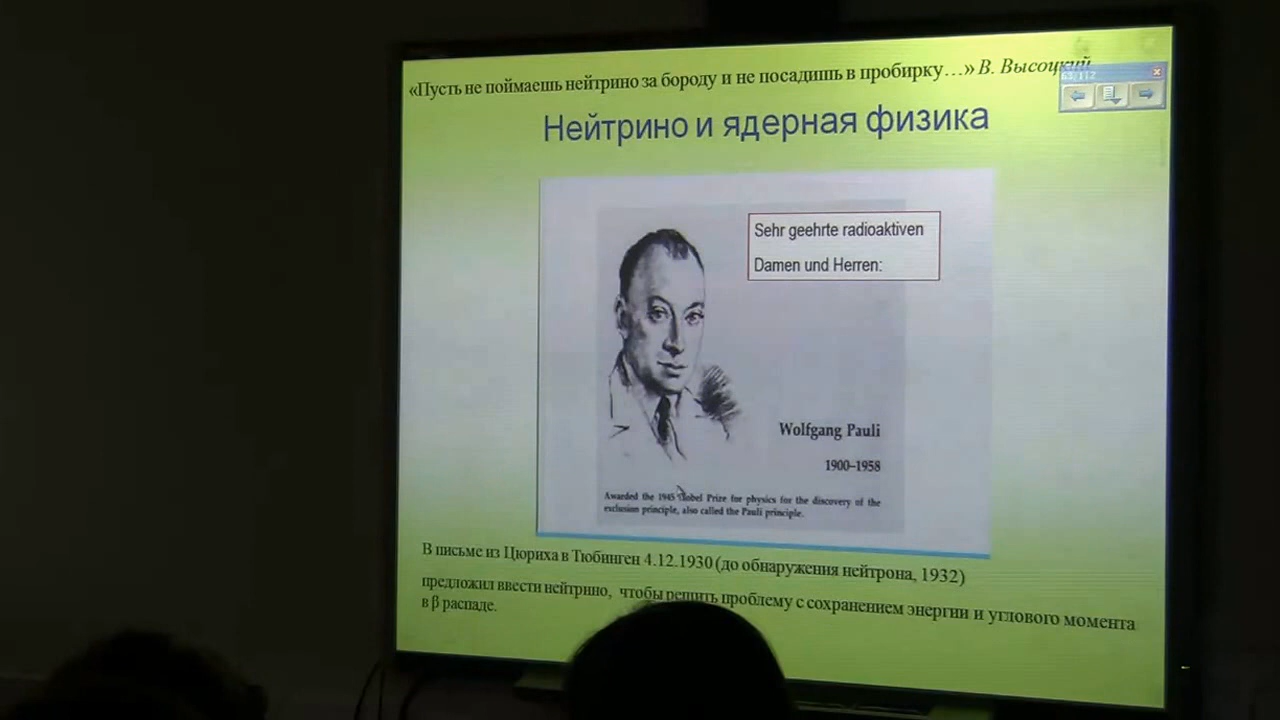 «Пусть не поймаешь нейтрино за бороду и не посадишь в пробирку…» В. Высоцкий
63/112
Нейтрино и ядерная физика
Sehr geehrte radioaktiven
Damen und Herren:
Wolfgang Pauli
1900–1958
Awarded the 1945 Nobel Prize for physics for the discovery of the
exclusion principle, also called the Pauli principle.
В письме из Цюриха в Тюбинген 4.12.1930 (до обнаружения нейтрона, 1932)
предложил ввести нейтрино, чтобы решить проблему с сохранением энергии и углового момента
в β распаде.